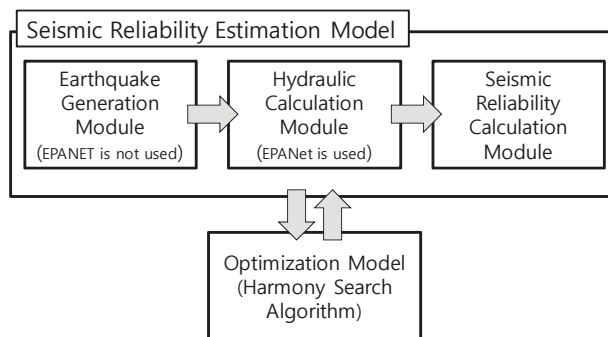 Seismic Reliability Estimation Model
Earthquake
Generation
Module
(EPANET is not used)
Hydraulic
Calculation
Module
(EPANet is used)
Seismic
Reliability
Calculation
Module
Optimization Model
(Harmony Search
Algorithm)